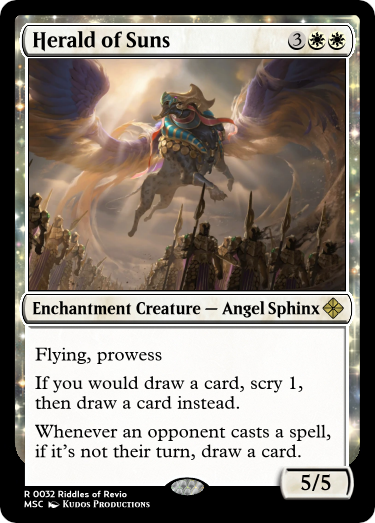 Herald of Suns 3
Enchantment Creature — Angel Sphinx
Flying, prowess
If you would draw a card, scry 1,
then draw a card instead.
Whenever an opponent casts a spell,
if it's not their turn, draw a card.
5/5
R 0032 Riddles of Revio
MSC Kudos Productions